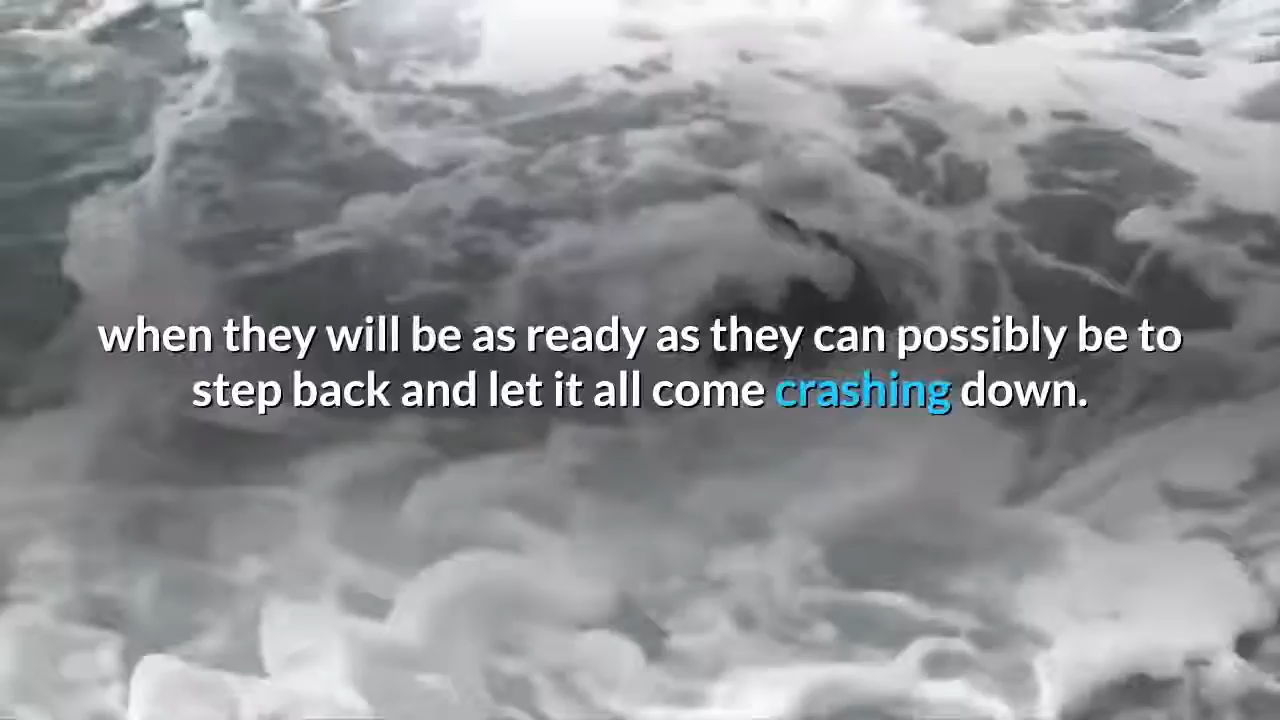 when they will be as ready as they can possibly be to
step back and let it all come crashing down.